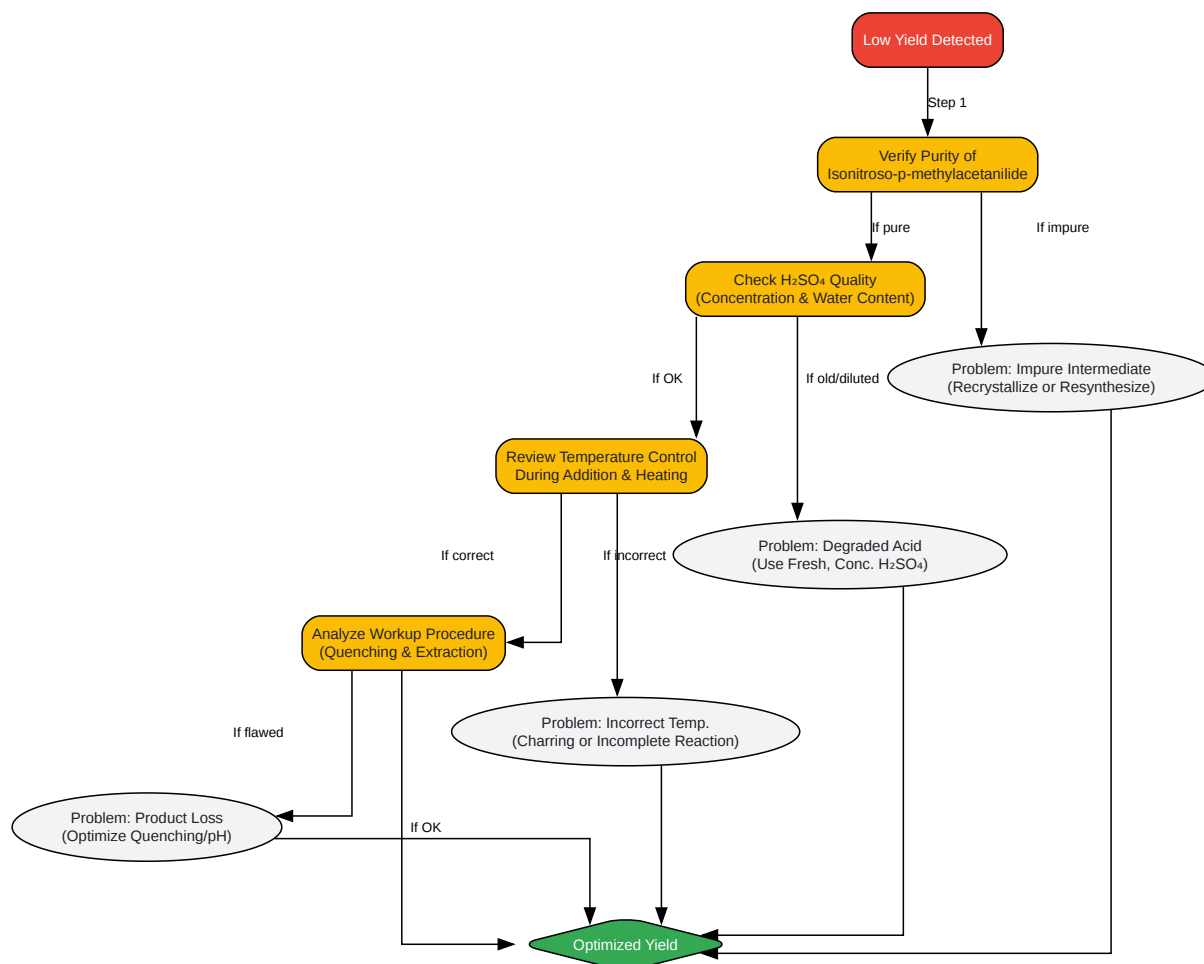 Low Yield Detected
Step 1
Verify Purity of
Isonitroso-p-methylacetanilide
If pure
If impure
Check H₂SO₄ Quality
(Concentration & Water Content)
Problem: Impure Intermediate
(Recrystallize or Resynthesize)
If OK
If old/diluted
Review Temperature Control
During Addition & Heating
If correct
If incorrect
Problem: Degraded Acid
(Use Fresh, Conc. H₂SO₄)
Analyze Workup Procedure
(Quenching & Extraction)
If flawed
Problem: Incorrect Temp.
(Charring or Incomplete Reaction)
Problem: Product Loss
(Optimize Quenching/pH)
If OK
Optimized Yield